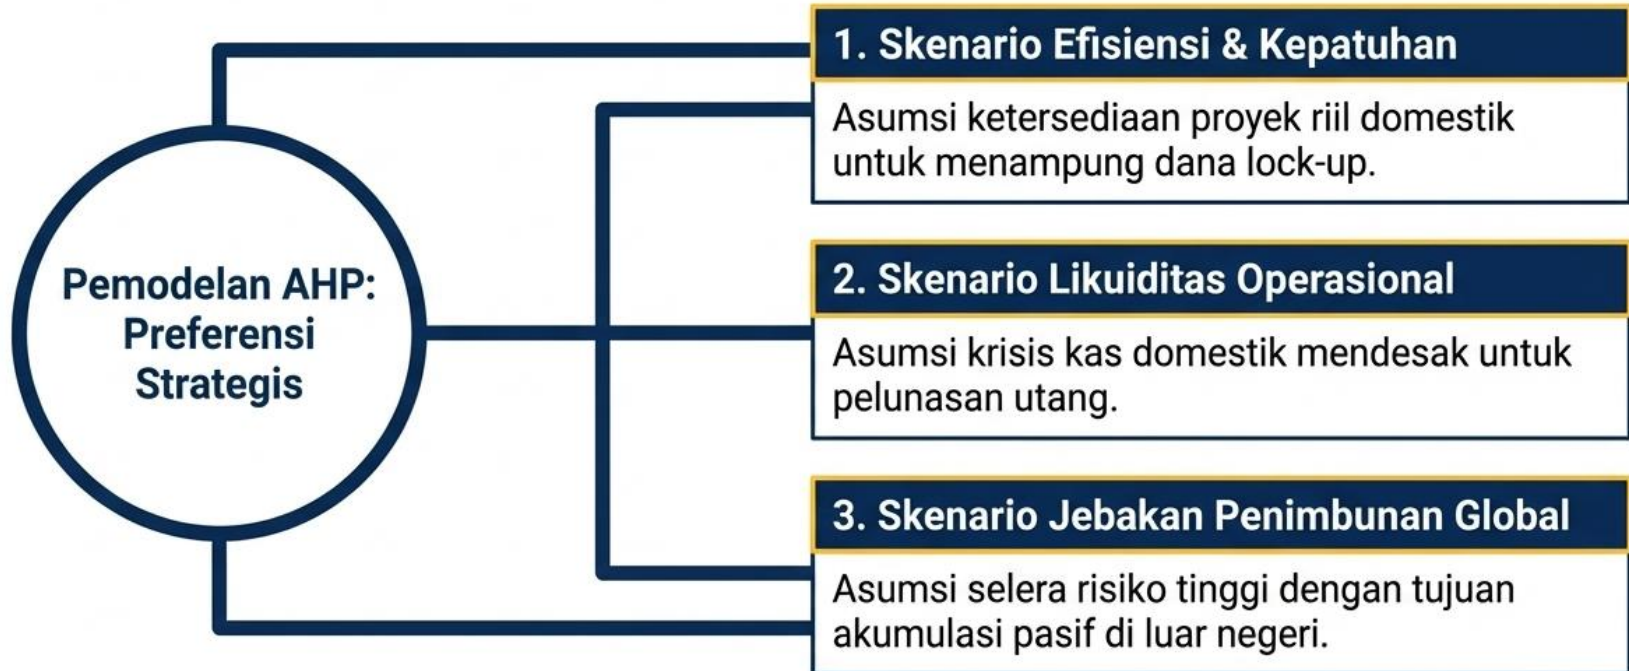 1. Skenario Efisiensi & Kepatuhan
Asumsi ketersediaan proyek riil domestik
untuk menampung dana lock-up.
Pemodelan AHP:
Preferensi
Strategis
2. Skenario Likuiditas Operasional
Asumsi krisis kas domestik mendesak untuk
pelunasan utang.
3. Skenario Jebakan Penimbunan Global
Asumsi selera risiko tinggi dengan tujuan
akumulasi pasif di luar negeri.